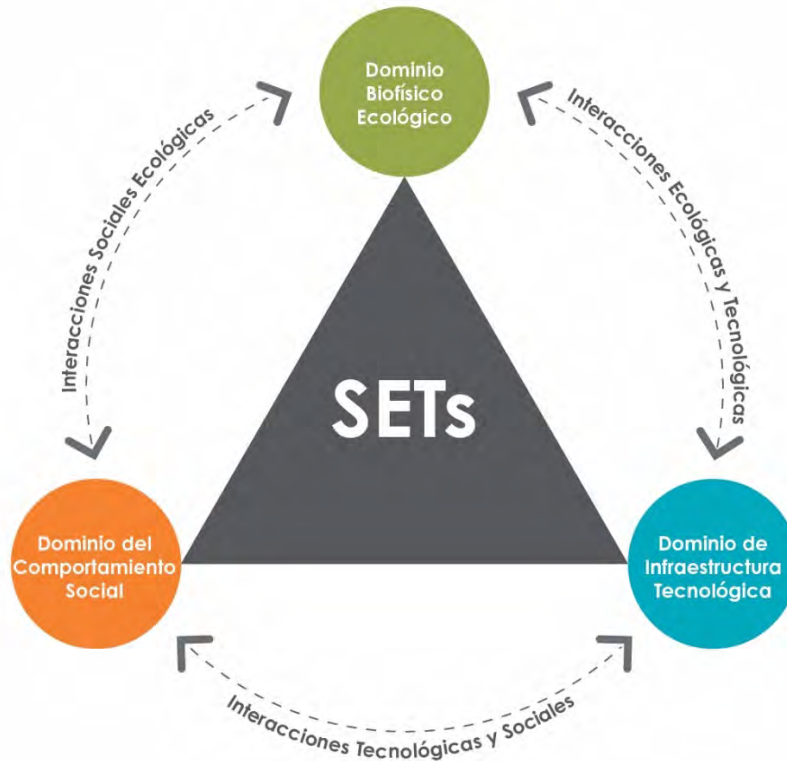 Dominio
Biofísico
Ecológico
Interacciones Sociales Ecológicas
Interacciones Ecológicas y Tecnológicas
SETs
Dominio del
Comportamiento
Social
Dominio de
Infraestructura
Tecnológica
Interacciones Tecnológicas y Sociales